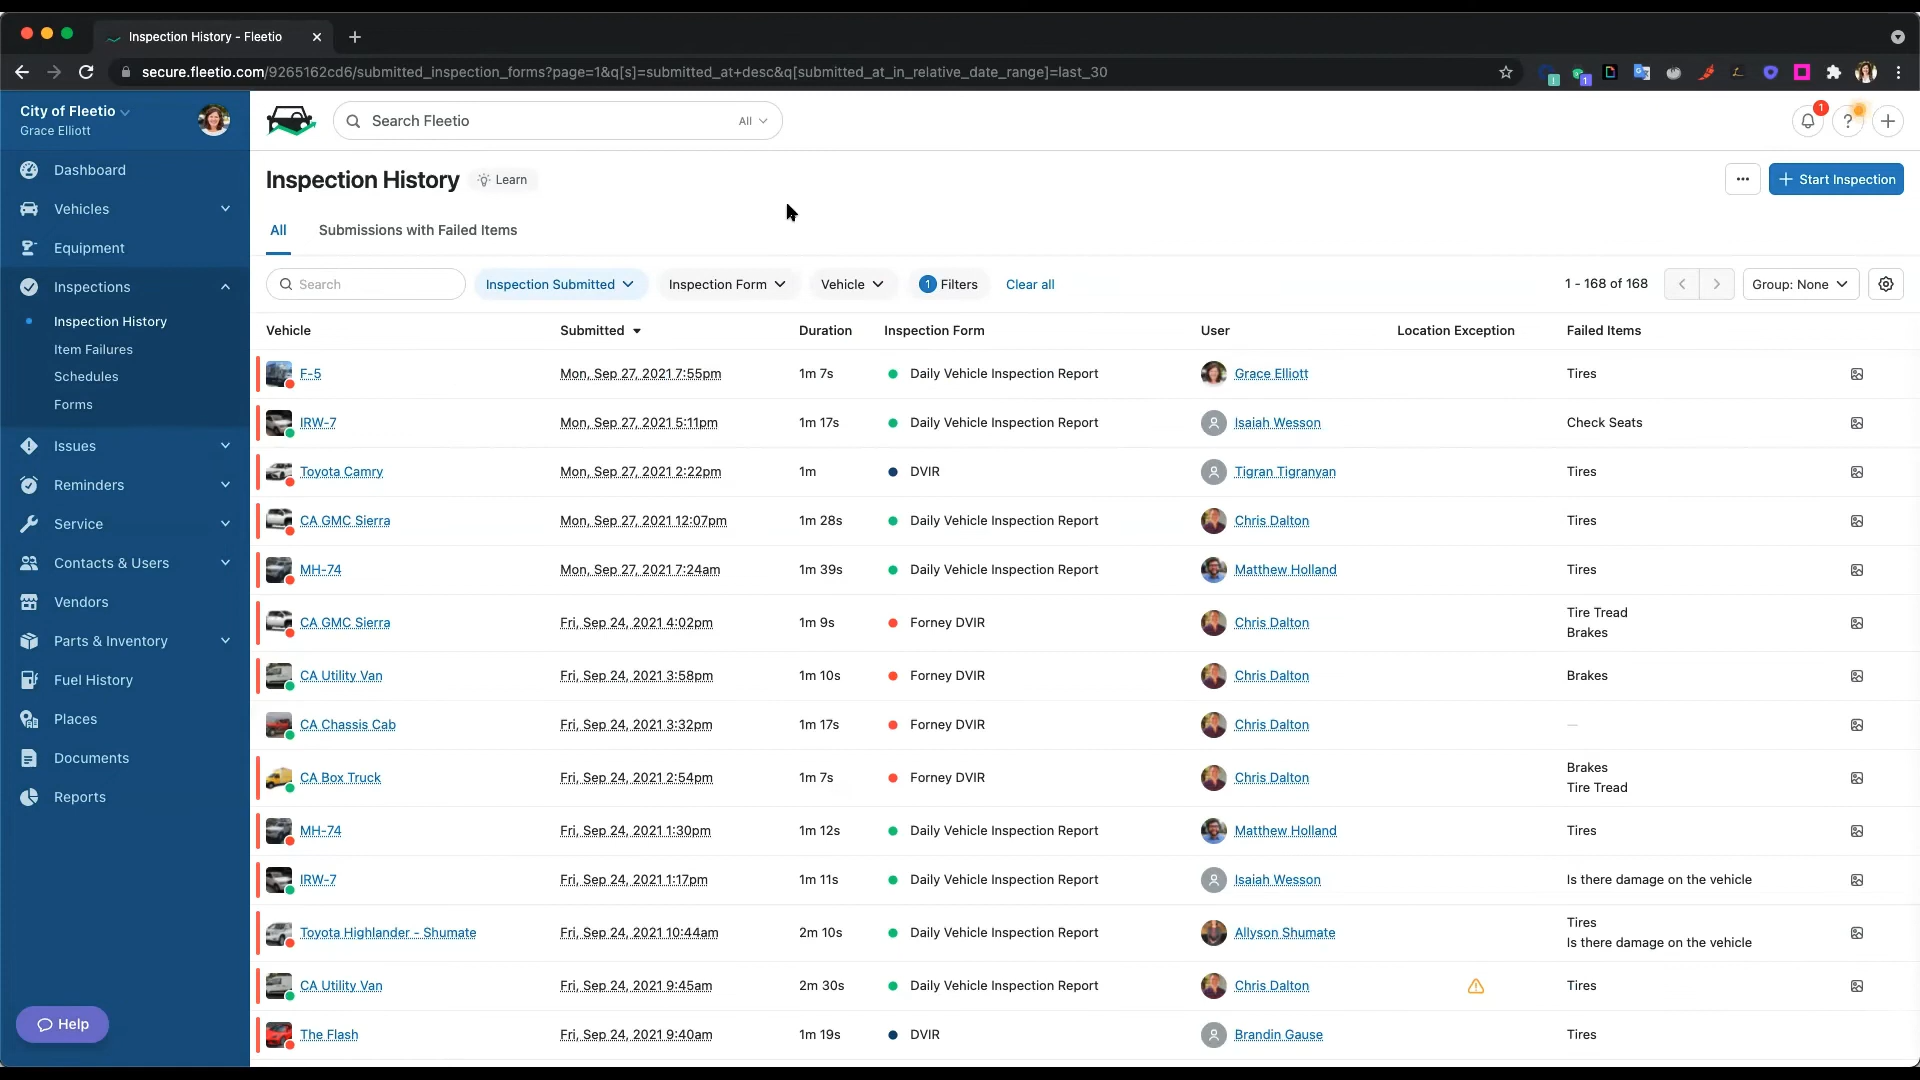 Inspection History - Fleetio
secure.fleetio.com/9265162cd6/submitted_inspection_forms?page=1&q[s]=submitted_at+desc&q[submitted_at_in_relative_date_range]=last_30
City of Fleetio
Grace Elliott
Search Fleetio
All
1
?
Dashboard
Vehicles
Equipment
Inspections
Inspection History
Item Failures
Schedules
Forms
Issues
Reminders
Service
Contacts & Users
Vendors
Parts & Inventory
Fuel History
Places
Documents
Reports
Help
Inspection History
Learn
Start Inspection
All
Submissions with Failed Items
Search
Inspection Submitted
Inspection Form
Vehicle
1 Filters
Clear all
1 - 168 of 168
Group: None
Vehicle Submitted Duration Inspection Form User Location Exception Failed Items
F-5 Mon, Sep 27, 2021 7:55pm 1m 7s Daily Vehicle Inspection Report Grace Elliott Tires
IRW-7 Mon, Sep 27, 2021 5:11pm 1m 17s Daily Vehicle Inspection Report Isaiah Wesson Check Seats
Toyota Camry Mon, Sep 27, 2021 2:22pm 1m DVIR Tigran Tigranyan Tires
CA GMC Sierra Mon, Sep 27, 2021 12:07pm 1m 28s Daily Vehicle Inspection Report Chris Dalton Tires
MH-74 Mon, Sep 27, 2021 7:24am 1m 39s Daily Vehicle Inspection Report Matthew Holland Tires
CA GMC Sierra Fri, Sep 24, 2021 4:02pm 1m 9s Forney DVIR Chris Dalton Tire Tread
Brakes
CA Utility Van Fri, Sep 24, 2021 3:58pm 1m 10s Forney DVIR Chris Dalton Brakes
CA Chassis Cab Fri, Sep 24, 2021 3:32pm 1m 17s Forney DVIR Chris Dalton —
CA Box Truck Fri, Sep 24, 2021 2:54pm 1m 7s Forney DVIR Chris Dalton Brakes
Tire Tread
MH-74 Fri, Sep 24, 2021 1:30pm 1m 12s Daily Vehicle Inspection Report Matthew Holland Tires
IRW-7 Fri, Sep 24, 2021 1:17pm 1m 11s Daily Vehicle Inspection Report Isaiah Wesson Is there damage on the vehicle
Toyota Highlander - Shumate Fri, Sep 24, 2021 10:44am 2m 10s Daily Vehicle Inspection Report Allyson Shumate Tires
Is there damage on the vehicle
CA Utility Van Fri, Sep 24, 2021 9:45am 2m 30s Daily Vehicle Inspection Report Chris Dalton Tires
The Flash Fri, Sep 24, 2021 9:40am 1m 19s DVIR Brandin Gause Tires